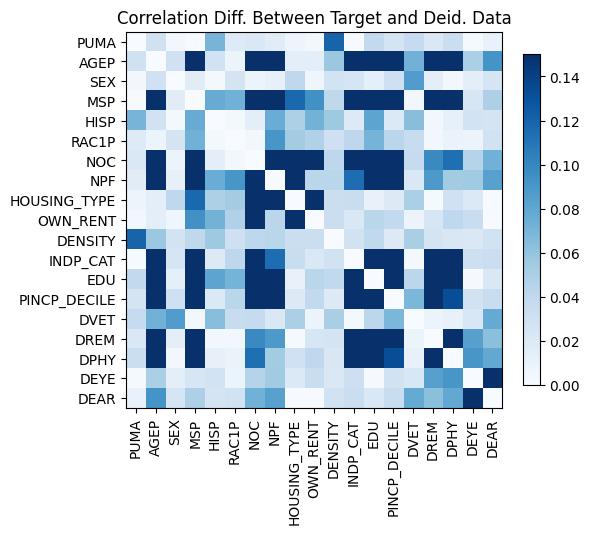 Correlation Diff. Between Target and Deid. Data
PUMA
AGEP
SEX
MSP
HISP
RAC1P
NOC
NPF
HOUSING_TYPE
OWN_RENT
DENSITY
INDP_CAT
EDU
PINCP_DECILE
DVET
DREM
DPHY
DEYE
DEAR
PUMA
AGEP
SEX
MSP
HISP
RAC1P
NOC
NPF
HOUSING_TYPE
OWN_RENT
DENSITY
INDP_CAT
EDU
PINCP_DECILE
DVET
DREM
DPHY
DEYE
DEAR
0.14
0.12
0.10
0.08
0.06
0.04
0.02
0.00